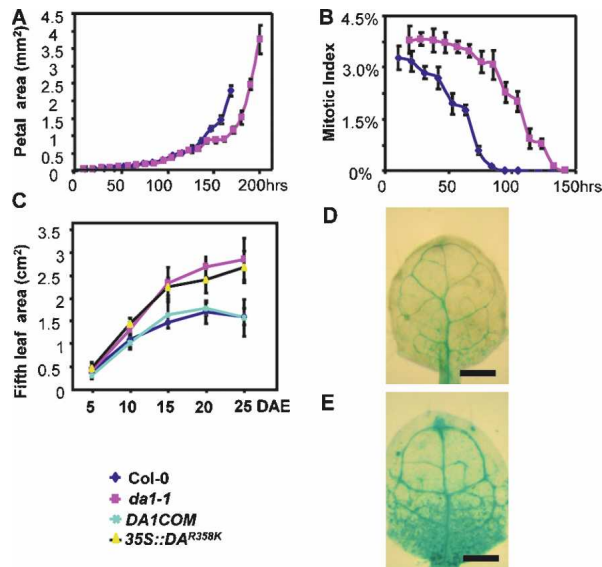 A
Petal area (mm²)
4.5
4
3.5
3
2.5
2
1.5
1
0.5
0
0 50 100 150 200hrs
B
Mitotic Index
4.5%
3.0%
1.5%
0%
0 50 100 150hrs
C
Fifth leaf area (cm²)
3.5
3
2.5
2
1.5
1
0.5
0
5 10 15 20 25 DAE
Col-0
da1-1
DA1COM
35S::DA^R358K
D
E